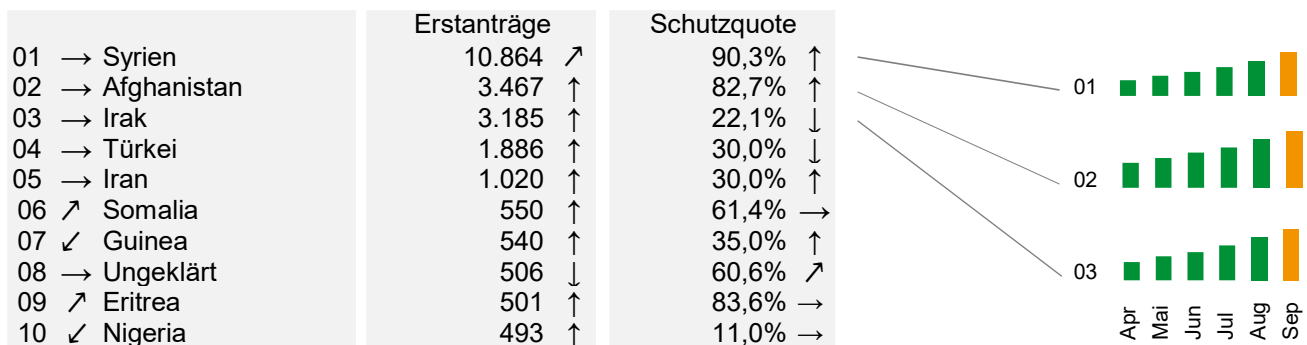 Erstanträge Schutzquote
01 → Syrien 10.864 ↗ 90,3% ↑
02 → Afghanistan 3.467 ↑ 82,7% ↑
03 → Irak 3.185 ↑ 22,1% ↓
04 → Türkei 1.886 ↑ 30,0% ↓
05 → Iran 1.020 ↑ 30,0% ↑
06 ↗ Somalia 550 ↑ 61,4% →
07 ↙ Guinea 540 ↑ 35,0% ↑
08 → Ungeklärt 506 ↓ 60,6% ↗
09 ↗ Eritrea 501 ↑ 83,6% →
10 ↙ Nigeria 493 ↑ 11,0% →
01
02
03
Apr Mai Jun Jul Aug Sep